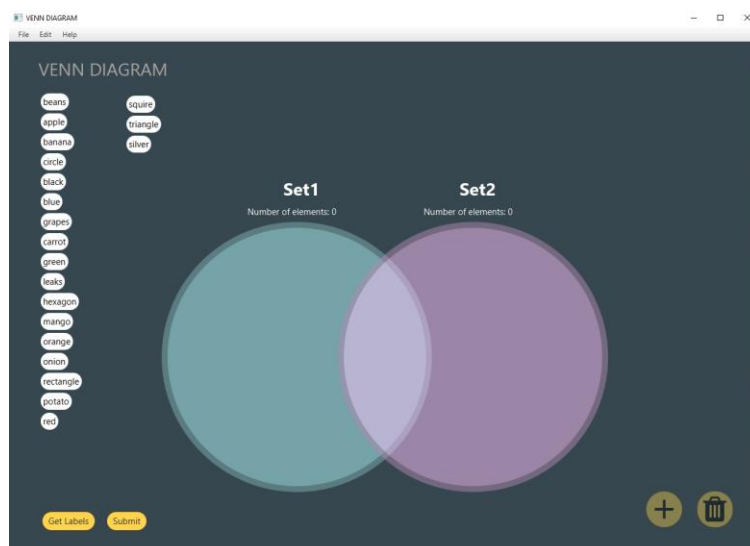 VENN DIAGRAM
File Edit Help
VENN DIAGRAM
beans
apple
banana
circle
black
blue
grapes
carrot
green
leaks
hexagon
mango
orange
onion
rectangle
potato
red
squire
triangle
silver
Set1
Number of elements: 0
Set2
Number of elements: 0
Get Labels
Submit